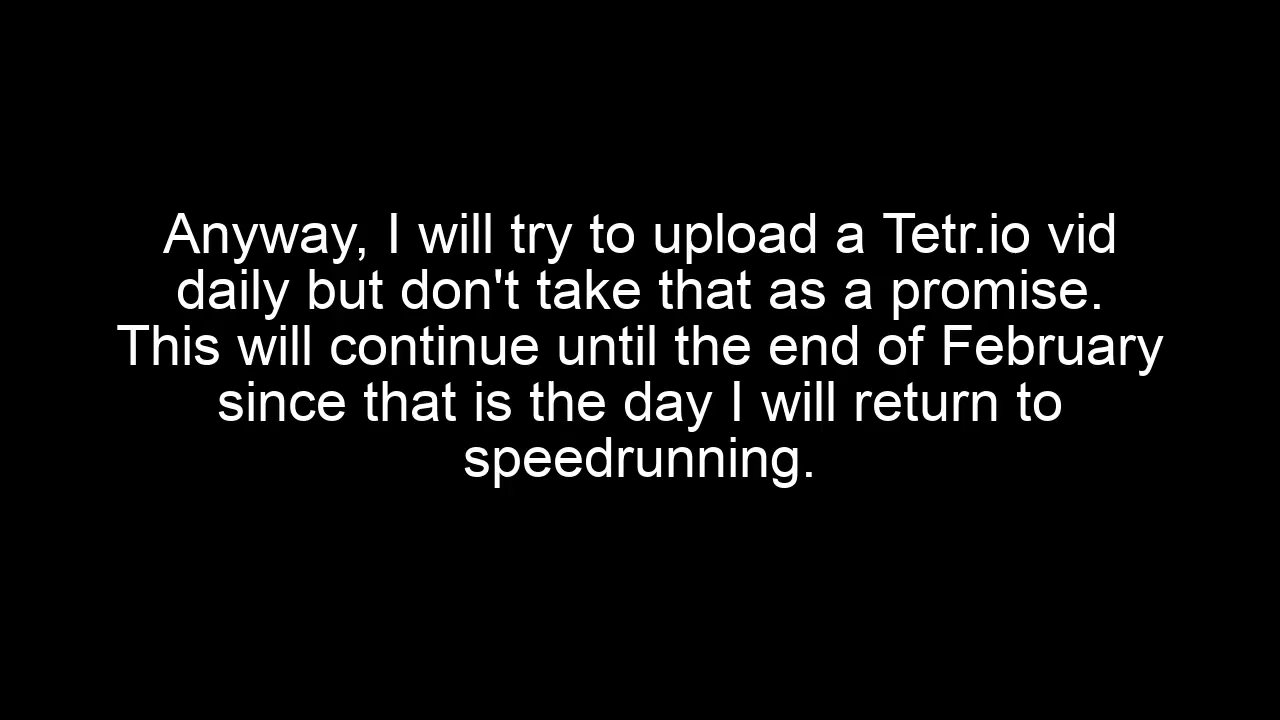 Anyway, I will try to upload a Tetr.io vid
daily but don't take that as a promise.
This will continue until the end of February
since that is the day I will return to
speedrunning.